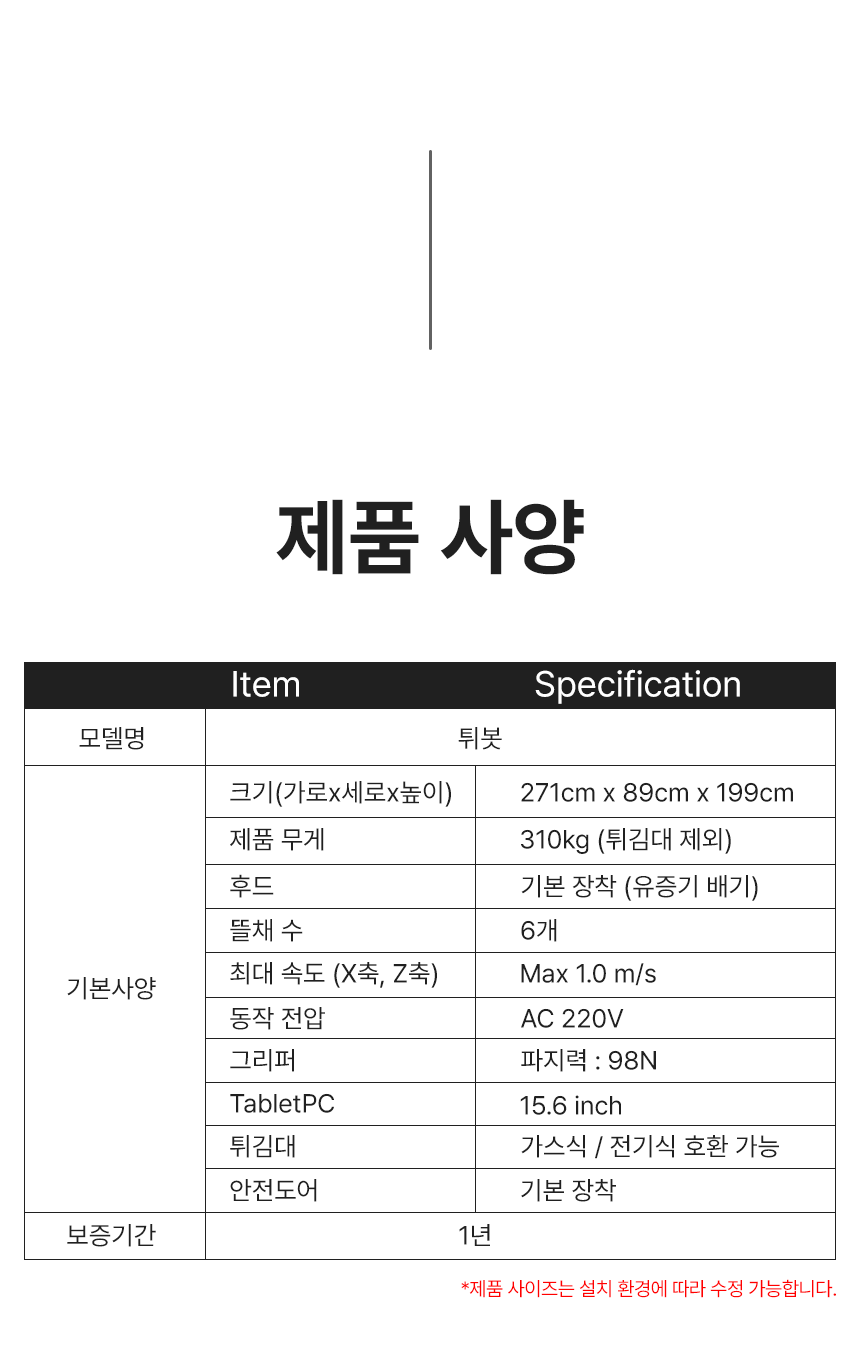 제품 사양
Item Specification
모델명 튀봇
기본사양
크기(가로x세로x높이) 271cm x 89cm x 199cm
제품 무게 310kg (튀김대 제외)
후드 기본 장착 (유증기 배기)
뜰채 수 6개
최대 속도 (X축, Z축) Max 1.0 m/s
동작 전압 AC 220V
그리퍼 파지력 : 98N
TabletPC 15.6 inch
튀김대 가스식 / 전기식 호환 가능
안전도어 기본 장착
보증기간 1년
*제품 사이즈는 설치 환경에 따라 수정 가능합니다.